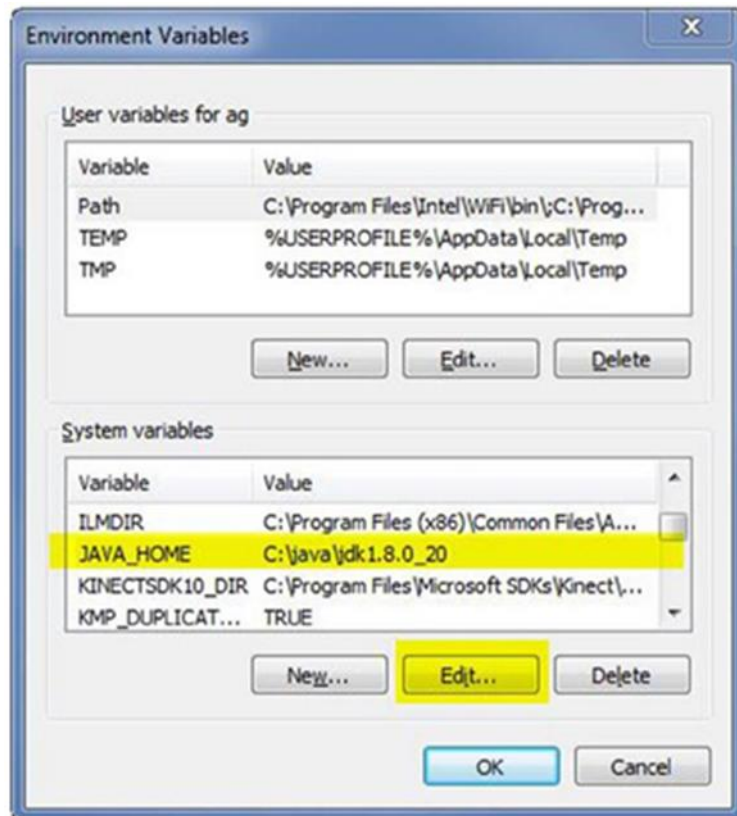 Environment Variables
User variables for ag
Variable Value
Path C:\Program Files\Intel\WiFi\bin\;C:\Prog...
TEMP %USERPROFILE%\AppData\Local\Temp
TMP %USERPROFILE%\AppData\Local\Temp
New... Edit... Delete
System variables
Variable Value
ILMDIR C:\Program Files (x86)\Common Files\A...
JAVA_HOME C:\java\jdk1.8.0_20
KINECTSDK10_DIR C:\Program Files\Microsoft SDKs\Kinect\...
KMP_DUPLICAT... TRUE
New... Edit... Delete
OK Cancel